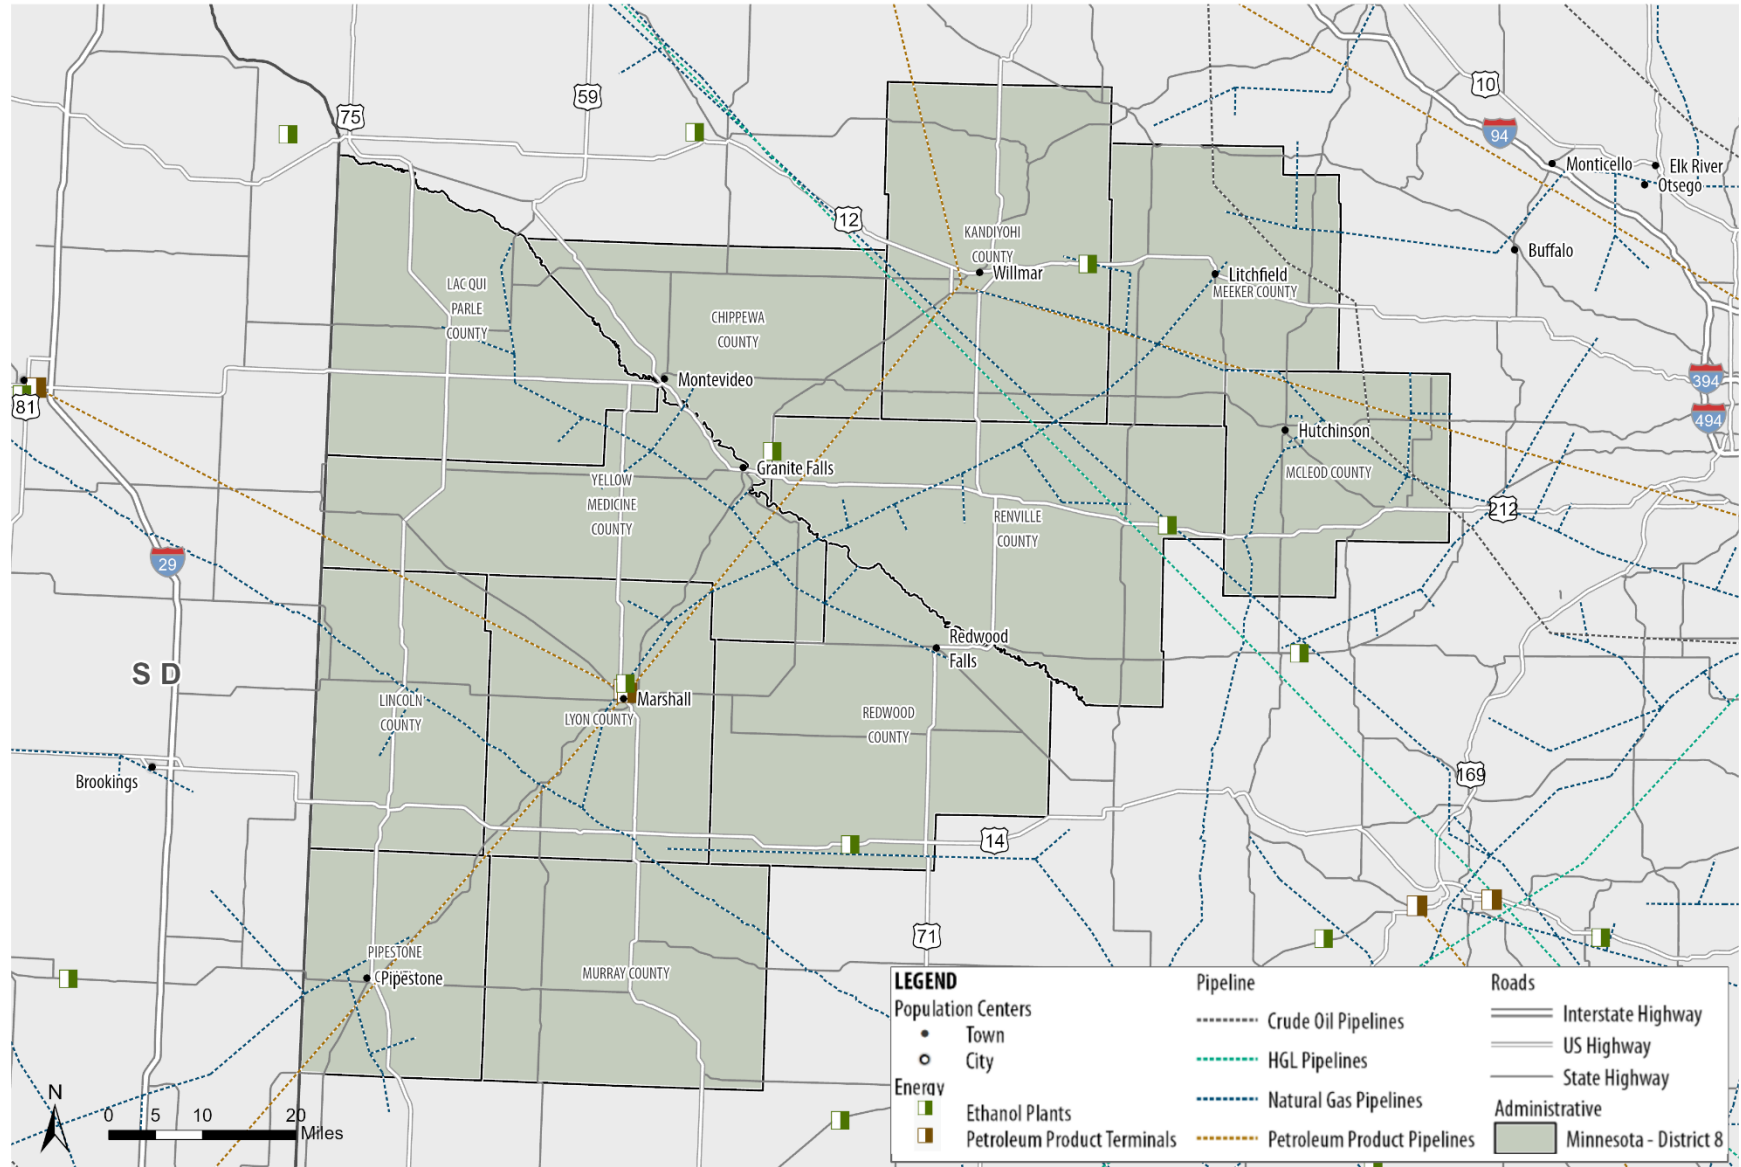 59
10
75
94
Monticello
Elk River
Otsego
12
KANDIYOHI
COUNTY
Buffalo
Willmar
Litchfield
MEEKER COUNTY
LAC QUI
PARLE
COUNTY
CHIPPEWA
COUNTY
Montevideo
394
81
494
Hutchinson
Granite Falls
MCLEOD COUNTY
YELLOW
MEDICINE
COUNTY
212
RENVILLE
COUNTY
29
Redwood
Falls
S D
LINCOLN
COUNTY
Marshall
LYON COUNTY
REDWOOD
COUNTY
Brookings
169
14
71
PIPESTONE
Pipestone
MURRAY COUNTY
N
0 5 10 20
Miles
LEGEND
Population Centers
Town
City
Energy
Ethanol Plants
Petroleum Product Terminals
Pipeline
Crude Oil Pipelines
HGL Pipelines
Natural Gas Pipelines
Petroleum Product Pipelines
Roads
Interstate Highway
US Highway
State Highway
Administrative
Minnesota - District 8